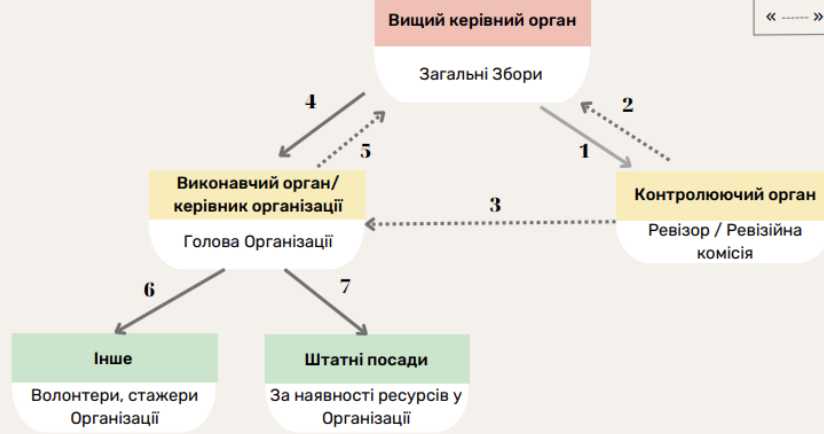 Вищий керівний орган
« ------ »
Загальні Збори
4
2
5
1
Виконавчий орган/
керівник організації
Контролюючий орган
3
Голова Організації
Ревізор / Ревізійна
комісія
6
7
Інше
Штатні посади
Волонтери, стажери
Організації
За наявності ресурсів у
Організації